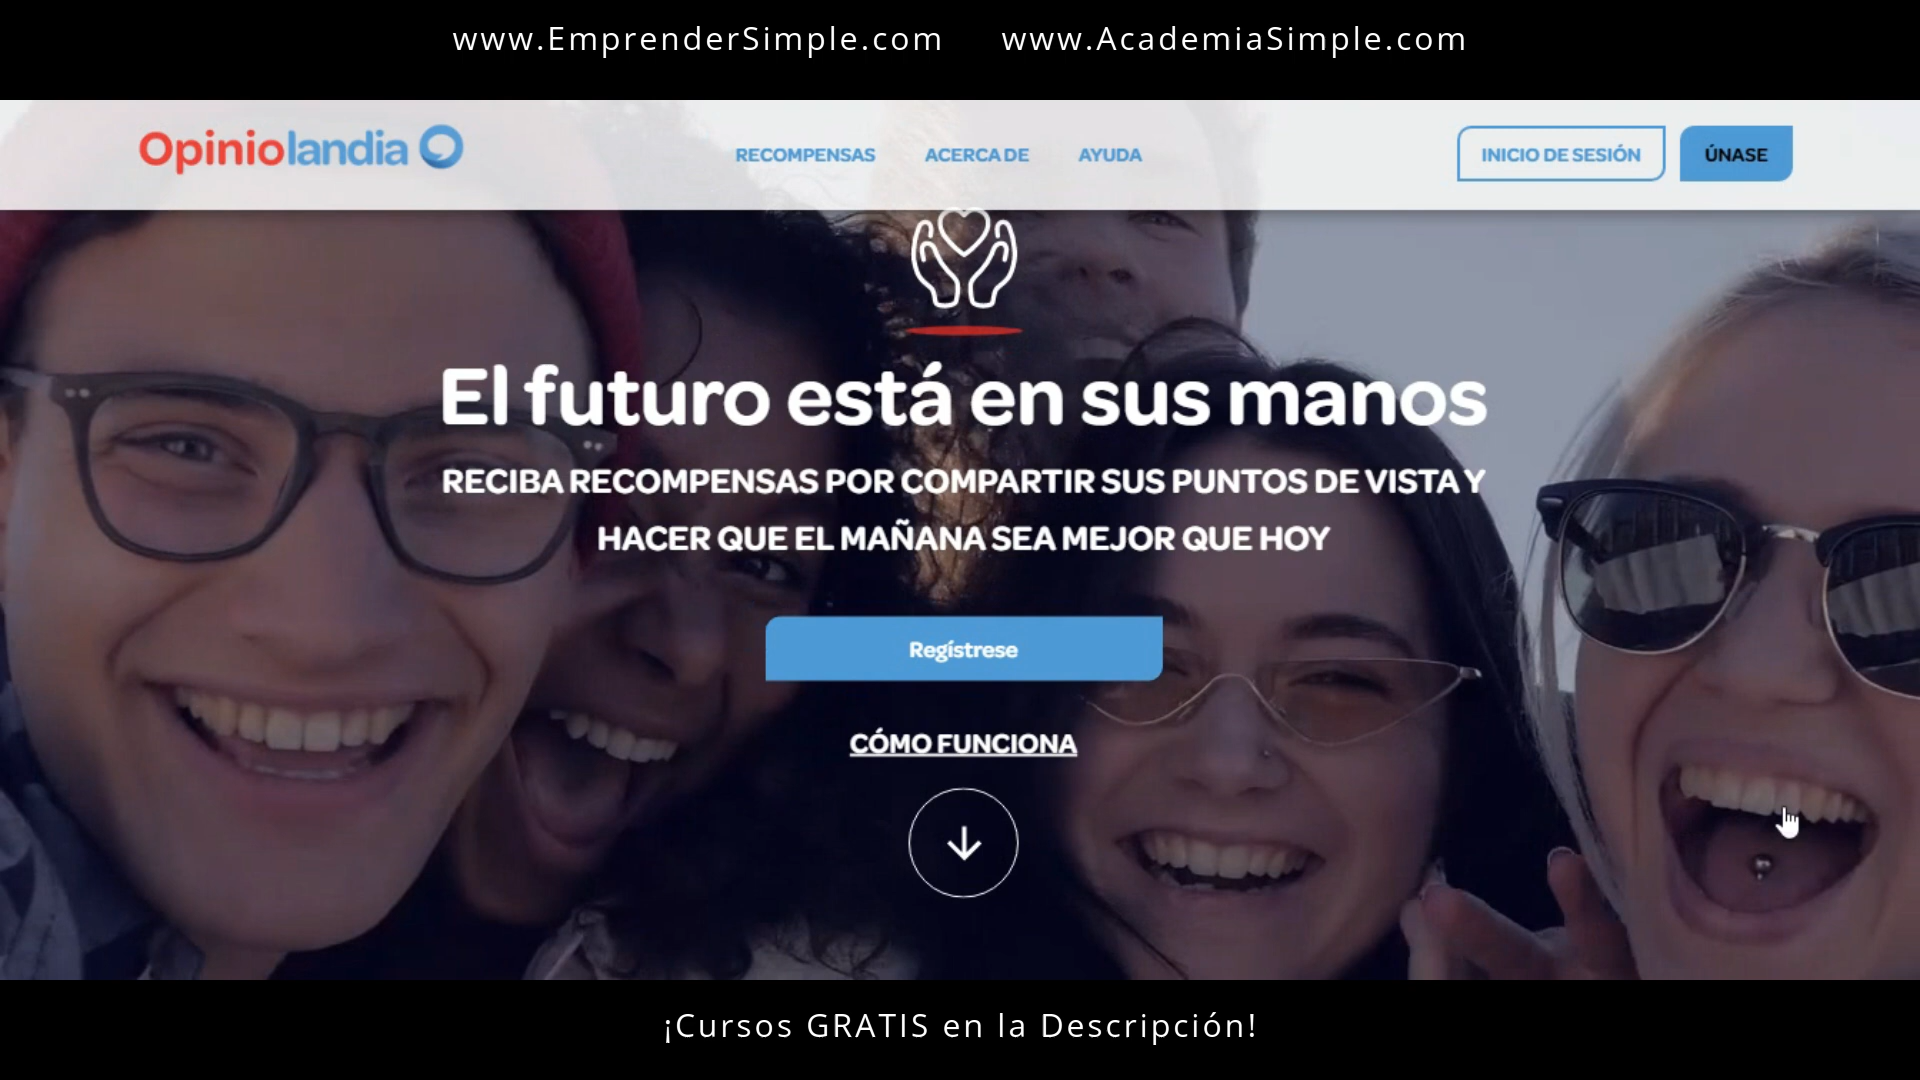 www.EmprenderSimple.com www.AcademiaSimple.com
Opiniolandia RECOMPENSAS ACERCA DE AYUDA INICIO DE SESIÓN ÚNASE
El futuro está en sus manos
RECIBA RECOMPENSAS POR COMPARTIR SUS PUNTOS DE VISTA Y
HACER QUE EL MAÑANA SEA MEJOR QUE HOY
Regístrese
CÓMO FUNCIONA
¡Cursos GRATIS en la Descripción!